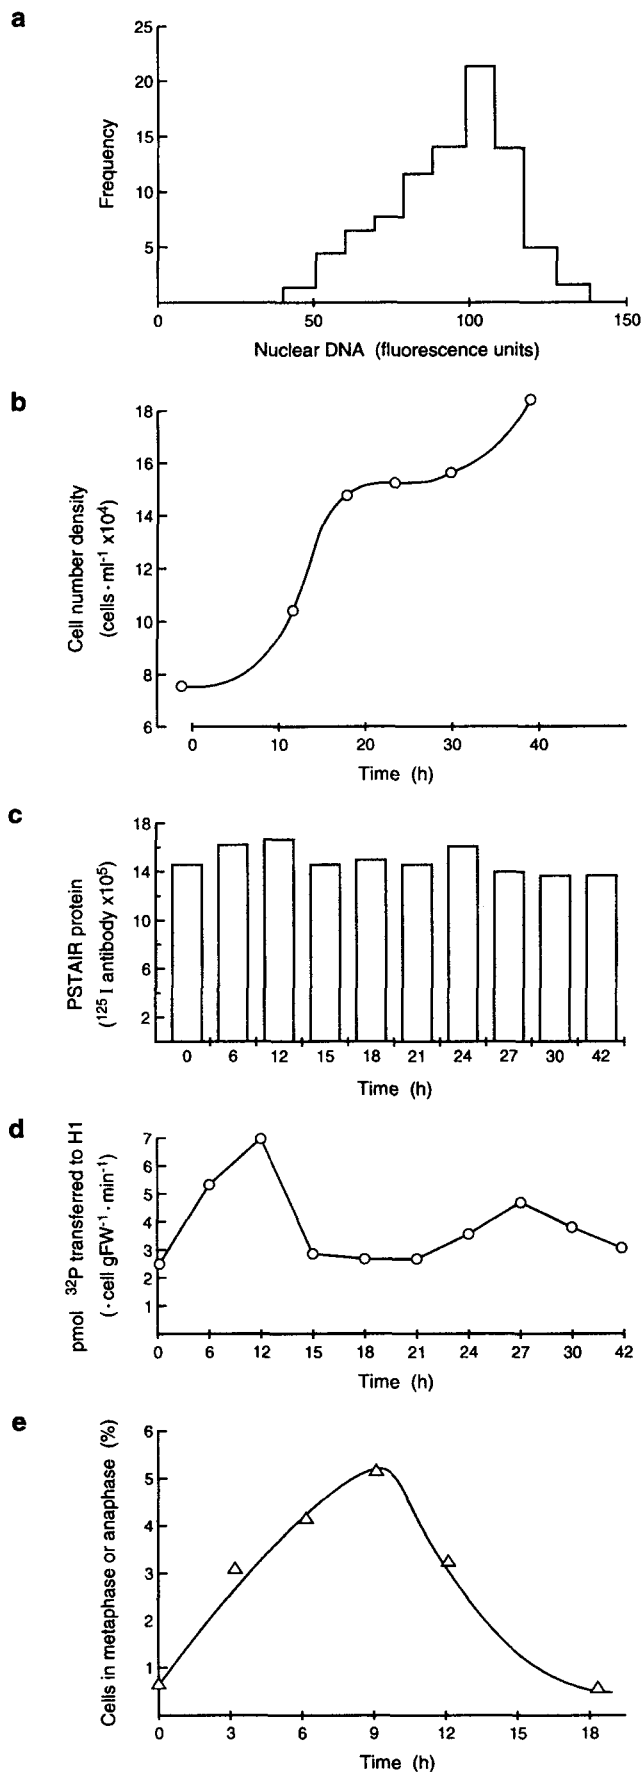 a
25
20
15
10
5
0
Frequency
0 50 100 150
Nuclear DNA (fluorescence units)
b
18
16
14
12
10
8
6
Cell number density
(cells·ml⁻¹ x10⁴)
0 10 20 30 40
Time (h)
c
18
14
10
6
2
PSTAIR protein
(¹²⁵I antibody x10⁵)
0 6 12 15 18 21 24 27 30 42
Time (h)
d
7
6
5
4
3
2
1
pmol ³²P transferred to H1
(·cell gFW⁻¹·min⁻¹)
0 6 12 15 18 21 24 27 30 42
Time (h)
e
6
5
4
3
2
1
Cells in metaphase or anaphase (%)
0 3 6 9 12 15 18
Time (h)